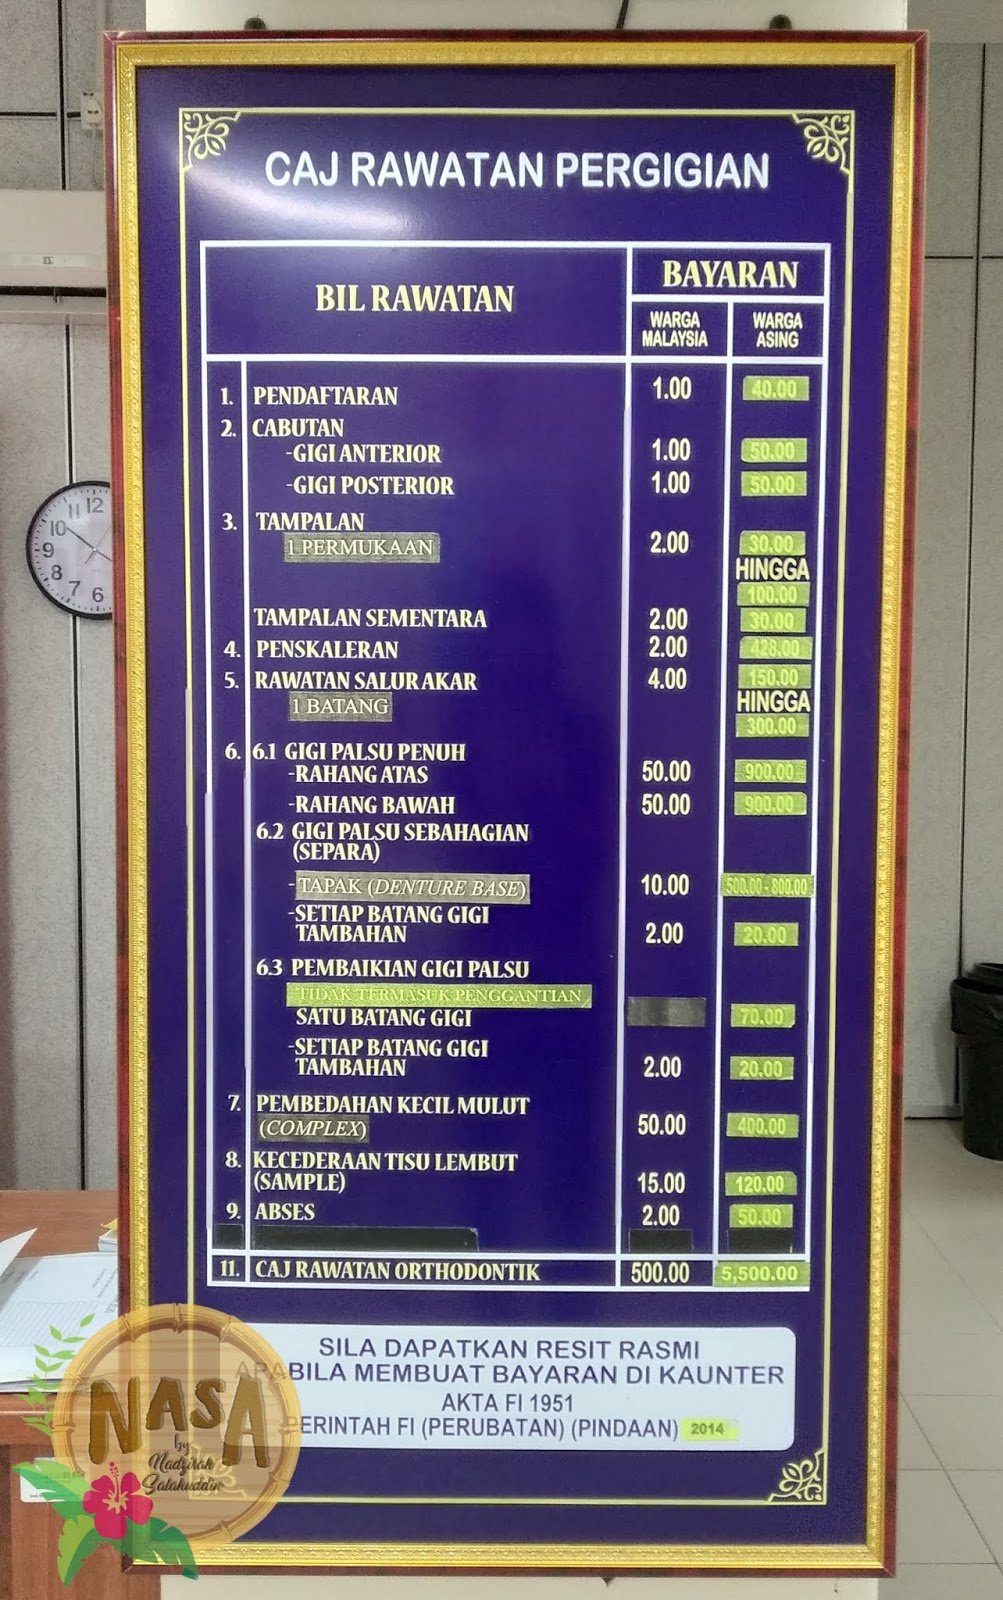 CAJ RAWATAN PERGIGIAN
BIL RAWATAN
BAYARAN
WARGA MALAYSIA
WARGA ASING
1. PENDAFTARAN 1.00 40.00
2. CABUTAN
-GIGI ANTERIOR 1.00 50.00
-GIGI POSTERIOR 1.00 50.00
3. TAMPALAN
1 PERMUKAAN 2.00 30.00
HINGGA
100.00
TAMPALAN SEMENTARA 2.00 30.00
4. PENSKALERAN 2.00 428.00
5. RAWATAN SALUR AKAR 4.00 150.00
1 BATANG HINGGA
300.00
6. 6.1 GIGI PALSU PENUH
-RAHANG ATAS 50.00 900.00
-RAHANG BAWAH 50.00 900.00
6.2 GIGI PALSU SEBAHAGIAN
(SEPARA)
-TAPAK (DENTURE BASE) 10.00 500.00-800.00
-SETIAP BATANG GIGI
TAMBAHAN 2.00 20.00
6.3 PEMBAIKIAN GIGI PALSU
TIDAK TERMASUK PENGGANTIAN
SATU BATANG GIGI 70.00
-SETIAP BATANG GIGI
TAMBAHAN 2.00 20.00
7. PEMBEDAHAN KECIL MULUT
(COMPLEX) 50.00 400.00
8. KECEDERAAN TISU LEMBUT
(SAMPLE) 15.00 120.00
9. ABSES 2.00 50.00
11. CAJ RAWATAN ORTHODONTIK 500.00 5,500.00
SILA DAPATKAN RESIT RASMI
APABILA MEMBUAT BAYARAN DI KAUNTER
AKTA FI 1951
ERINTAH FI (PERUBATAN) (PINDAAN) 2014
NASA
by
Nadzirah
Salahuddin
12
10
9
8
7
6